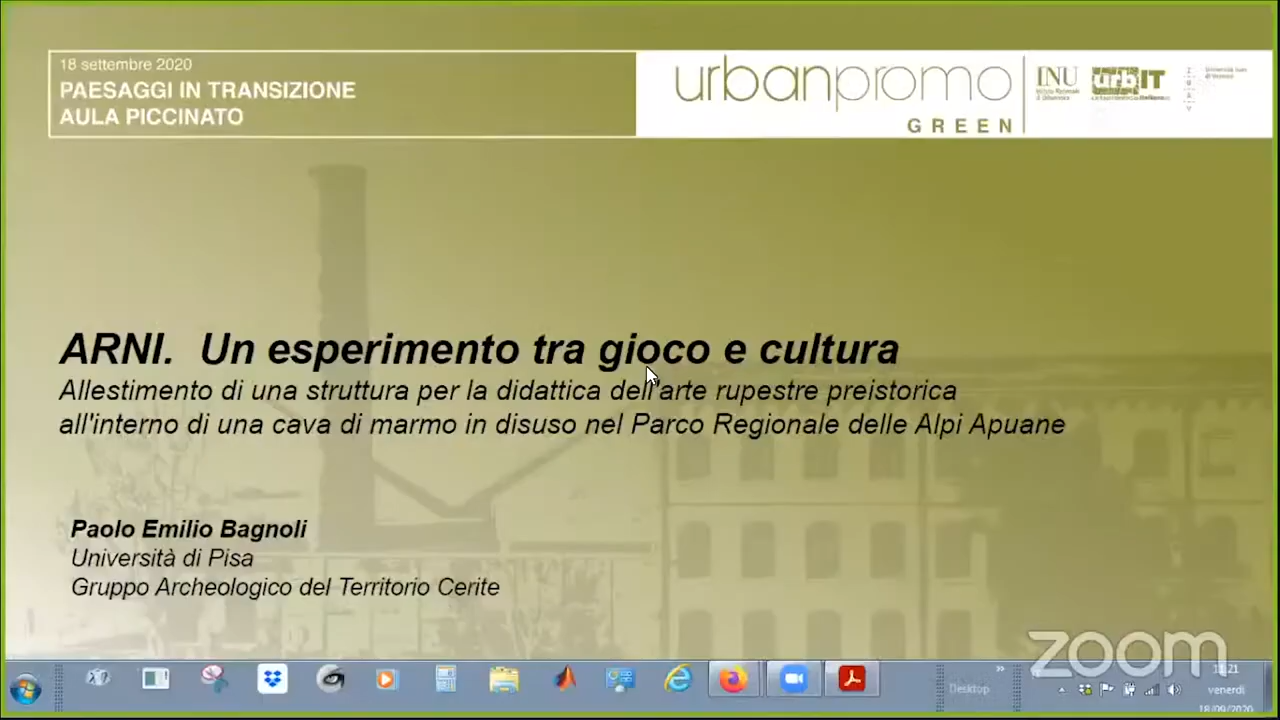 18 settembre 2020
PAESAGGI IN TRANSIZIONE
AULA PICCINATO
urbanpromo
GREEN
INU
urbIT
ARNI. Un esperimento tra gioco e cultura
Allestimento di una struttura per la didattica dell'arte rupestre preistorica
all'interno di una cava di marmo in disuso nel Parco Regionale delle Alpi Apuane
Paolo Emilio Bagnoli
Università di Pisa
Gruppo Archeologico del Territorio Cerite
zoom
Desktop
venerdì
18/09/2020